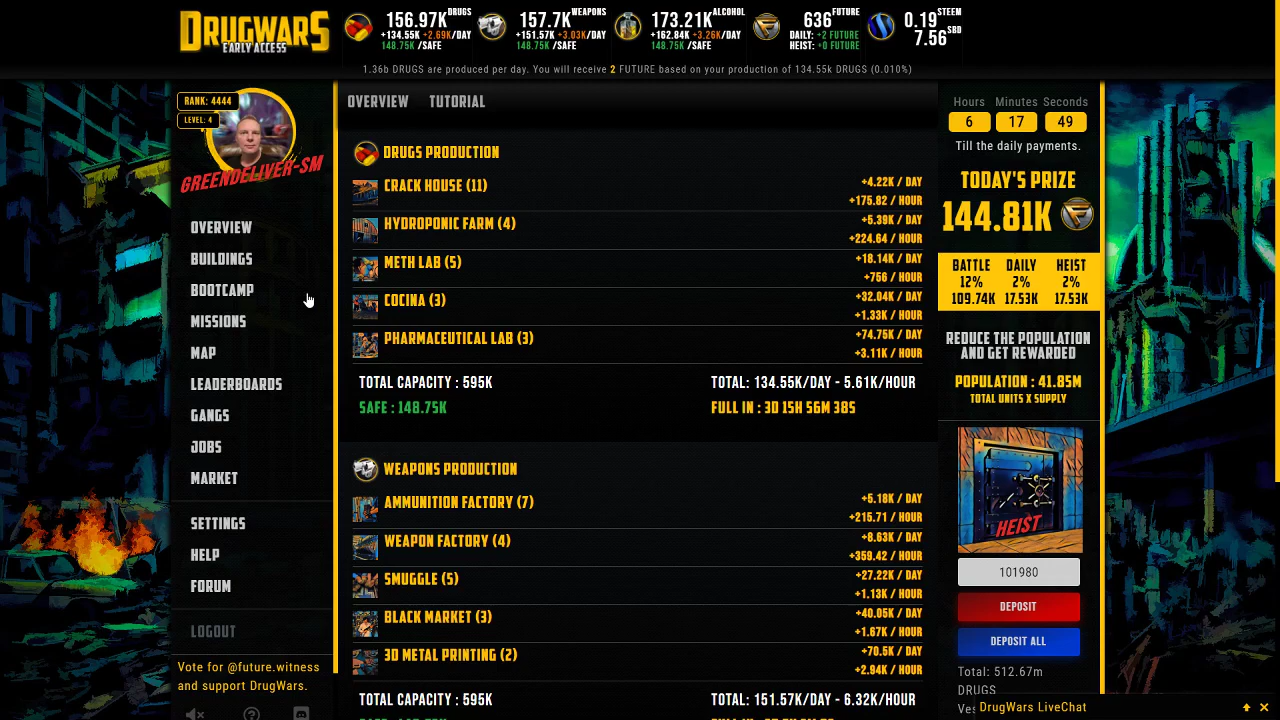 DRUGWARS
EARLY ACCESS
156.97K DRUGS
+134.55K +2.69K/DAY
148.75K /SAFE
157.7K WEAPONS
+151.57K +3.03K/DAY
148.75K /SAFE
173.21K ALCOHOL
+162.84K +3.26K/DAY
148.75K /SAFE
636 FUTURE
DAILY: +2 FUTURE
HEIST: +0 FUTURE
0.19 STEEM
7.56 SBD
1.36b DRUGS are produced per day. You will receive 2 FUTURE based on your production of 134.55k DRUGS (0.010%)
RANK: 4444
LEVEL: 4
GREENDELIVER-SM
OVERVIEW
BUILDINGS
BOOTCAMP
MISSIONS
MAP
LEADERBOARDS
GANGS
JOBS
MARKET
SETTINGS
HELP
FORUM
LOGOUT
Vote for @future.witness
and support DrugWars.
OVERVIEW TUTORIAL
DRUGS PRODUCTION
CRACK HOUSE (11)
+4.22K / DAY
+175.82 / HOUR
HYDROPONIC FARM (4)
+5.39K / DAY
+224.64 / HOUR
METH LAB (5)
+18.14K / DAY
+756 / HOUR
COCINA (3)
+32.04K / DAY
+1.33K / HOUR
PHARMACEUTICAL LAB (3)
+74.75K / DAY
+3.11K / HOUR
TOTAL CAPACITY : 595K
TOTAL: 134.55K/DAY - 5.61K/HOUR
SAFE : 148.75K
FULL IN : 3D 15H 56M 38S
WEAPONS PRODUCTION
AMMUNITION FACTORY (7)
+5.18K / DAY
+215.71 / HOUR
WEAPON FACTORY (4)
+8.63K / DAY
+359.42 / HOUR
SMUGGLE (5)
+27.22K / DAY
+1.13K / HOUR
BLACK MARKET (3)
+40.05K / DAY
+1.67K / HOUR
3D METAL PRINTING (2)
+70.5K / DAY
+2.94K / HOUR
TOTAL CAPACITY : 595K
TOTAL: 151.57K/DAY - 6.32K/HOUR
Hours Minutes Seconds
6 17 49
Till the daily payments.
TODAY'S PRIZE
144.81K
BATTLE DAILY HEIST
12% 2% 2%
109.74K 17.53K 17.53K
REDUCE THE POPULATION
AND GET REWARDED
POPULATION : 41.85M
TOTAL UNITS X SUPPLY
HEIST
101980
DEPOSIT
DEPOSIT ALL
Total: 512.67m
DRUGS
DrugWars LiveChat